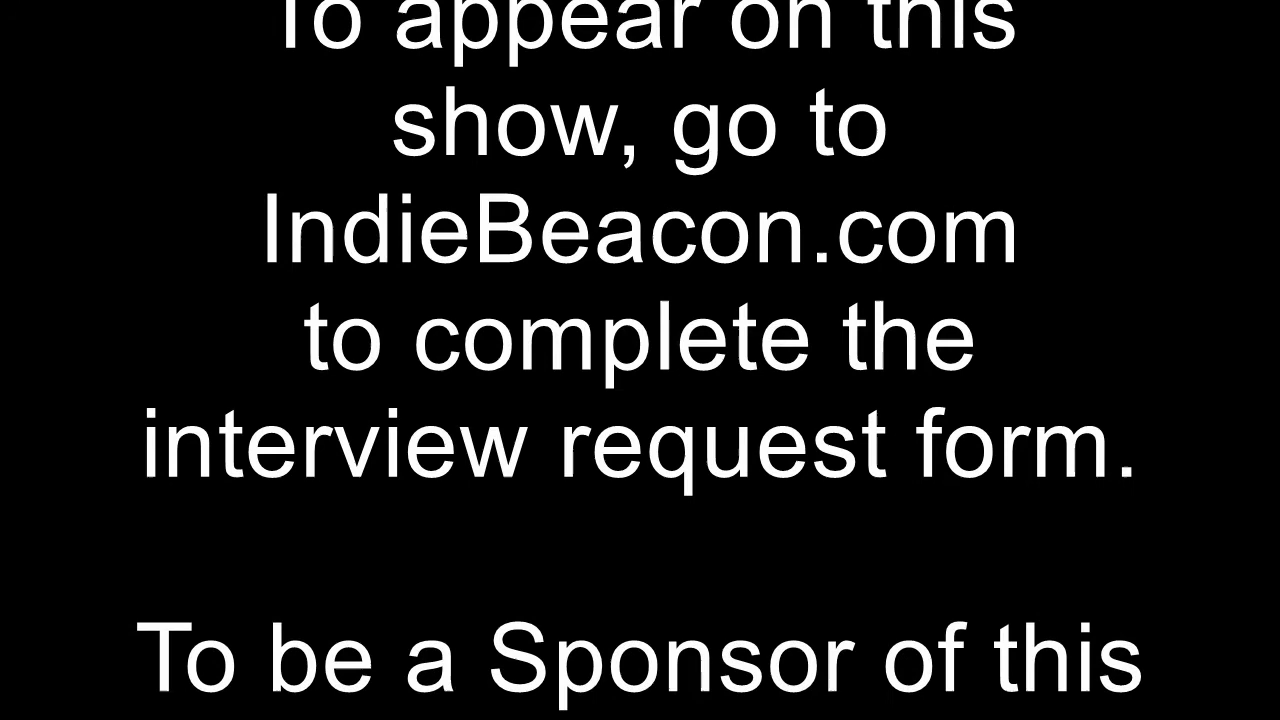 To appear on this
show, go to
IndieBeacon.com
to complete the
interview request form.
To be a Sponsor of this